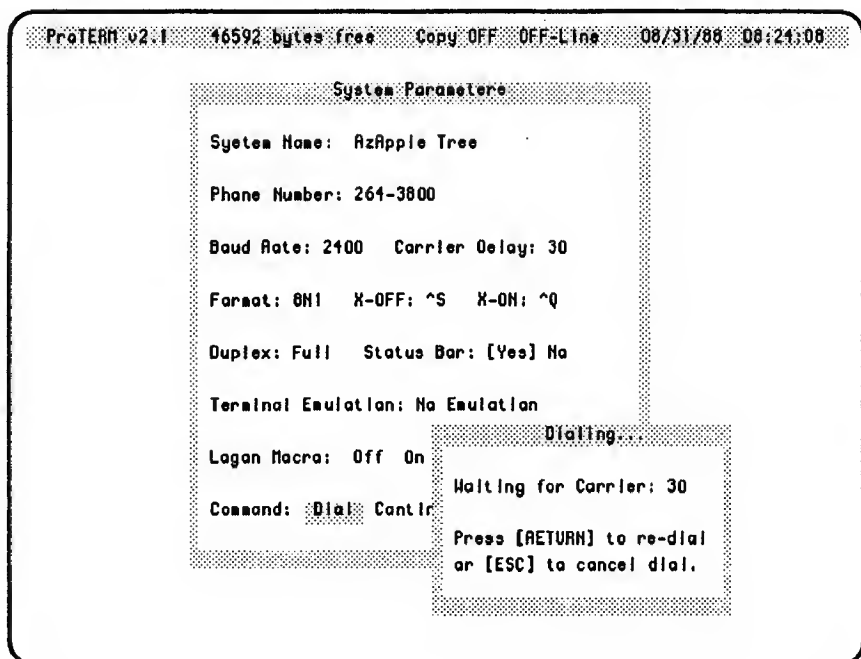 ProTERM v2.1 46592 bytes free Copy OFF OFF-Line 08/31/88 08:24:08
System Parameters
System Name: AzApple Tree
Phone Number: 264-3800
Baud Rate: 2400 Carrier Delay: 30
Format: 8N1 X-OFF: ^S X-ON: ^Q
Duplex: Full Status Bar: [Yes] No
Terminal Emulation: No Emulation
Logon Macro: Off On
Command: Dial Contin
Dialing...
Waiting for Carrier: 30
Press [RETURN] to re-dial
or [ESC] to cancel dial.